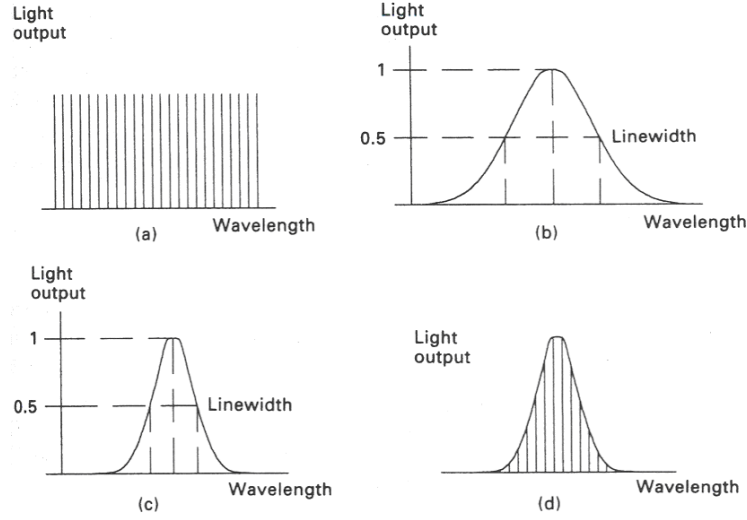 Light
output
Wavelength
(a)
Light
output
1
0.5
Linewidth
Wavelength
(b)
Light
output
1
0.5
Linewidth
Wavelength
(c)
Light
output
Wavelength
(d)